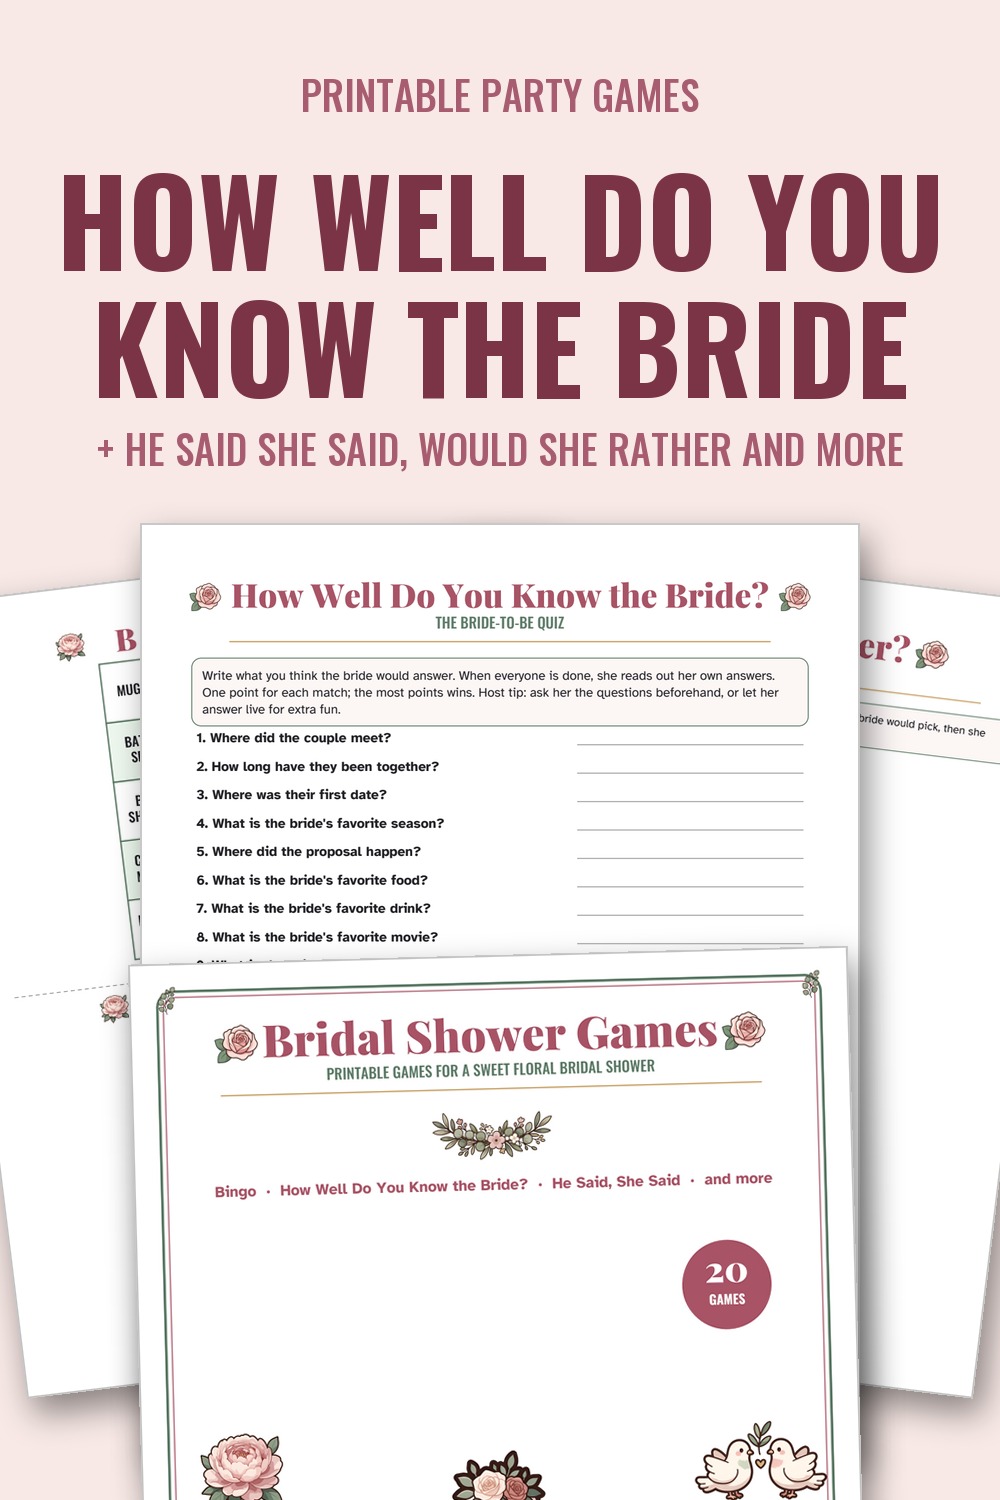 PRINTABLE PARTY GAMES
HOW WELL DO YOU
KNOW THE BRIDE
+ HE SAID SHE SAID, WOULD SHE RATHER AND MORE
How Well Do You Know the Bride?
THE BRIDE-TO-BE QUIZ
Write what you think the bride would answer. When everyone is done, she reads out her own answers.
One point for each match; the most points wins. Host tip: ask her the questions beforehand, or let her
answer live for extra fun.
1. Where did the couple meet?
2. How long have they been together?
3. Where was their first date?
4. What is the bride's favorite season?
5. Where did the proposal happen?
6. What is the bride's favorite food?
7. What is the bride's favorite drink?
8. What is the bride's favorite movie?
B
MUG
BAT
er?
bride would pick, then she
Bridal Shower Games
PRINTABLE GAMES FOR A SWEET FLORAL BRIDAL SHOWER
Bingo · How Well Do You Know the Bride? · He Said, She Said · and more
20
GAMES